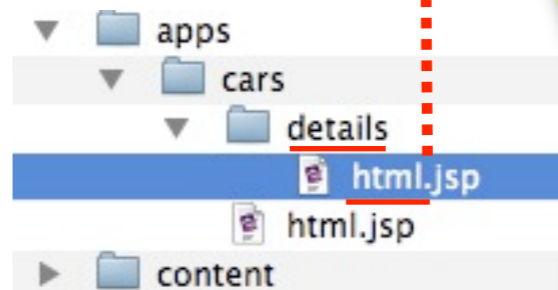 apps
cars
details
html.jsp
html.jsp
content